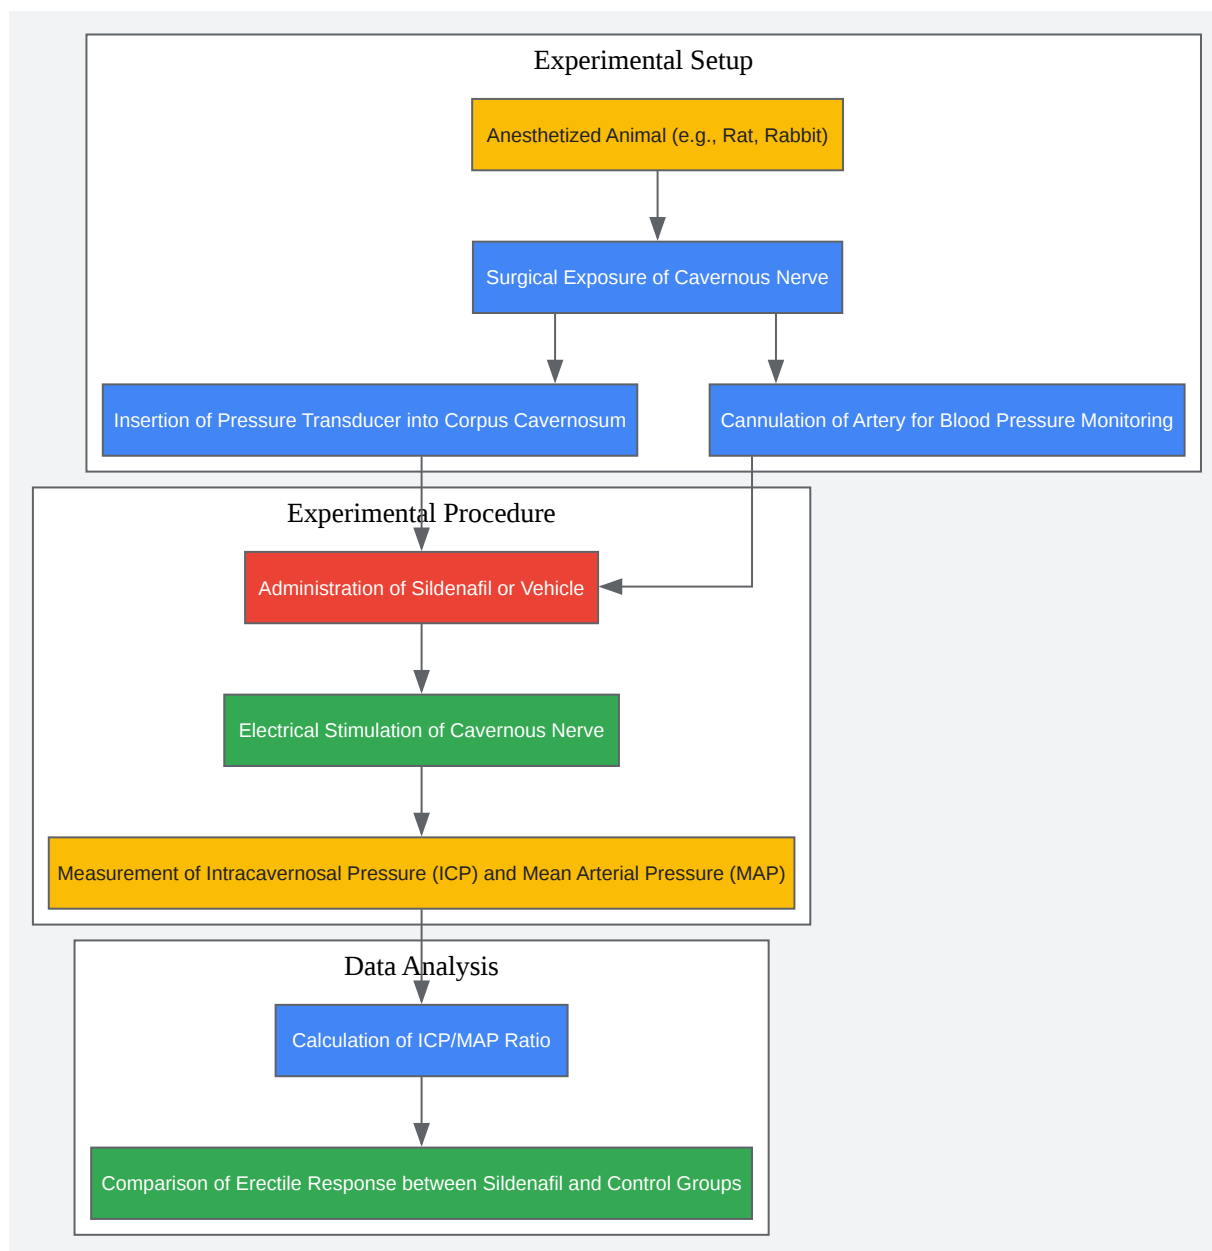 Experimental Setup
Anesthetized Animal (e.g., Rat, Rabbit)
Surgical Exposure of Cavernous Nerve
Insertion of Pressure Transducer into Corpus Cavernosum
Cannulation of Artery for Blood Pressure Monitoring
Experimental Procedure
Administration of Sildenafil or Vehicle
Electrical Stimulation of Cavernous Nerve
Measurement of Intracavernosal Pressure (ICP) and Mean Arterial Pressure (MAP)
Data Analysis
Calculation of ICP/MAP Ratio
Comparison of Erectile Response between Sildenafil and Control Groups